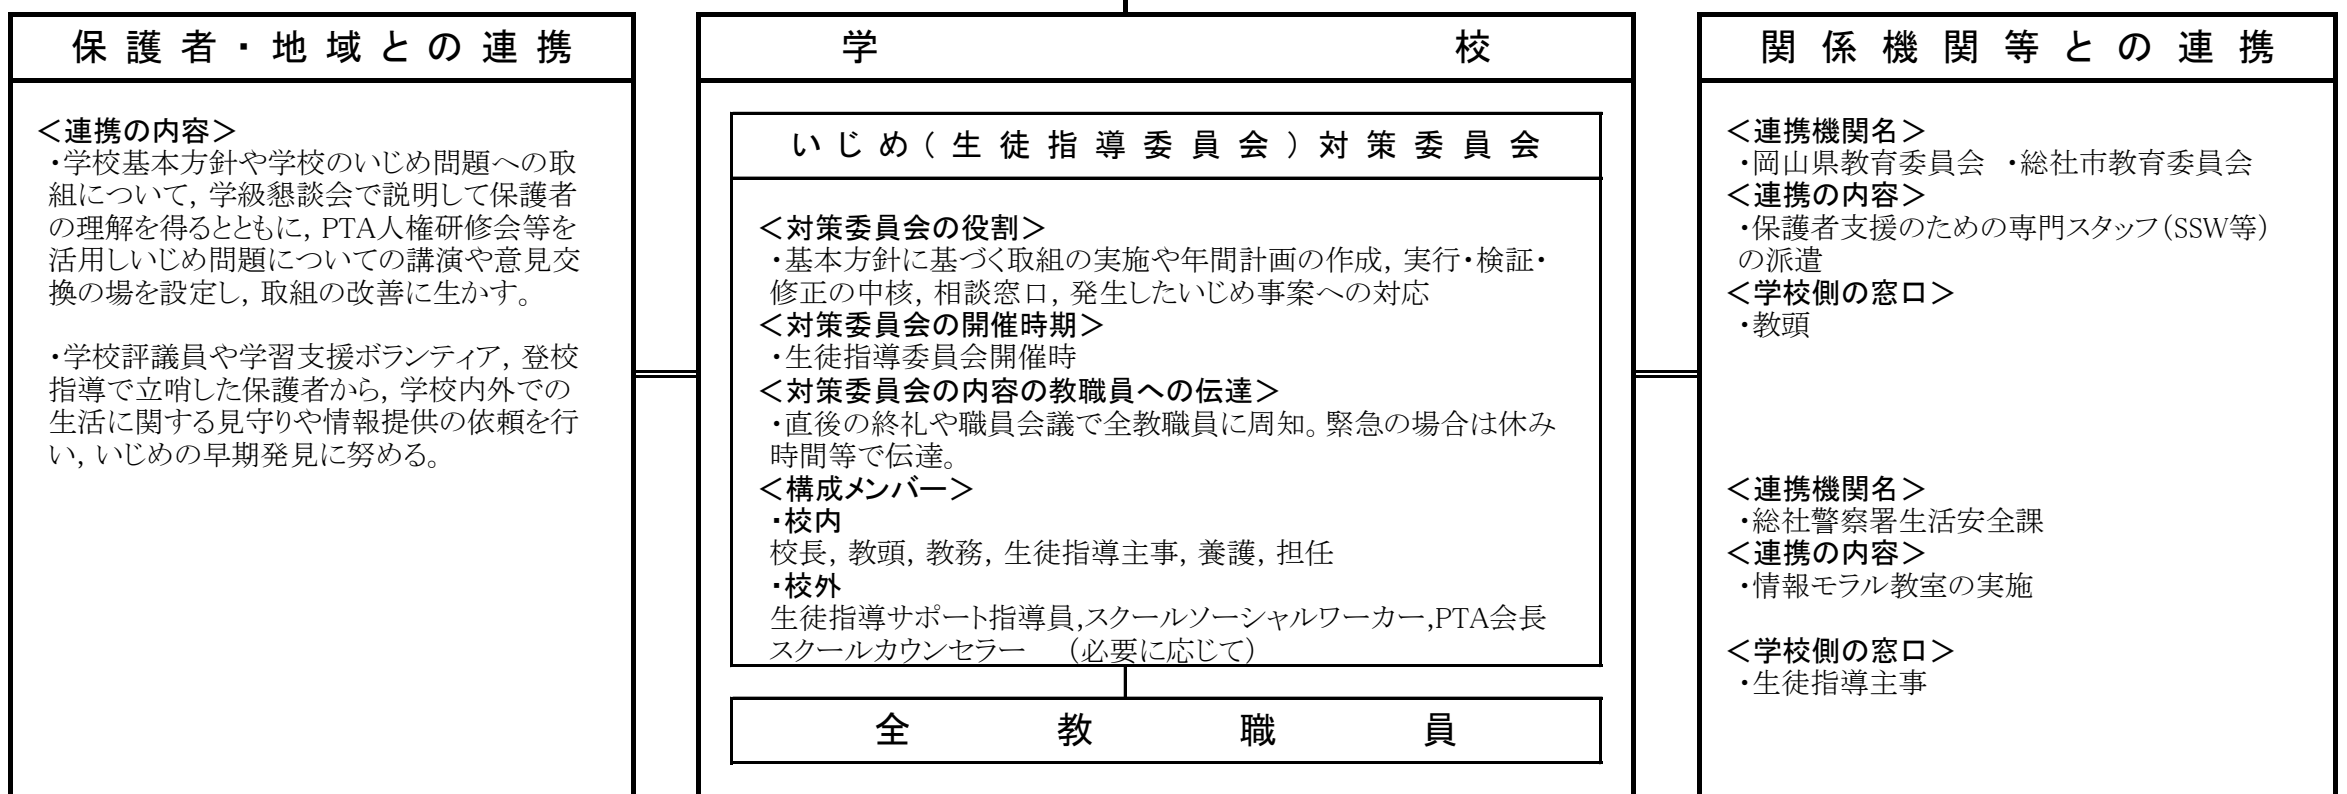 保護者・地域との連携
＜連携の内容＞
・学校基本方針や学校のいじめ問題への取
組について，学級懇談会で説明して保護者
の理解を得るとともに，PTA人権研修会等を
活用しいじめ問題についての講演や意見交
換の場を設定し，取組の改善に生かす。
・学校評議員や学習支援ボランティア，登校
指導で立哨した保護者から，学校内外での
生活に関する見守りや情報提供の依頼を行
い，いじめの早期発見に努める。
学校
いじめ（生徒指導委員会）対策委員会
＜対策委員会の役割＞
・基本方針に基づく取組の実施や年間計画の作成，実行・検証・
修正の中核，相談窓口，発生したいじめ事案への対応
＜対策委員会の開催時期＞
・生徒指導委員会開催時
＜対策委員会の内容の教職員への伝達＞
・直後の終礼や職員会議で全教職員に周知。緊急の場合は休み
時間等で伝達。
＜構成メンバー＞
・校内
校長，教頭，教務，生徒指導主事，養護，担任
・校外
生徒指導サポート指導員,スクールソーシャルワーカー,PTA会長
スクールカウンセラー　（必要に応じて）
全教職員
関係機関等との連携
＜連携機関名＞
・岡山県教育委員会　・総社市教育委員会
＜連携の内容＞
・保護者支援のための専門スタッフ（SSW等）
の派遣
＜学校側の窓口＞
・教頭
＜連携機関名＞
・総社警察署生活安全課
＜連携の内容＞
・情報モラル教室の実施
＜学校側の窓口＞
・生徒指導主事